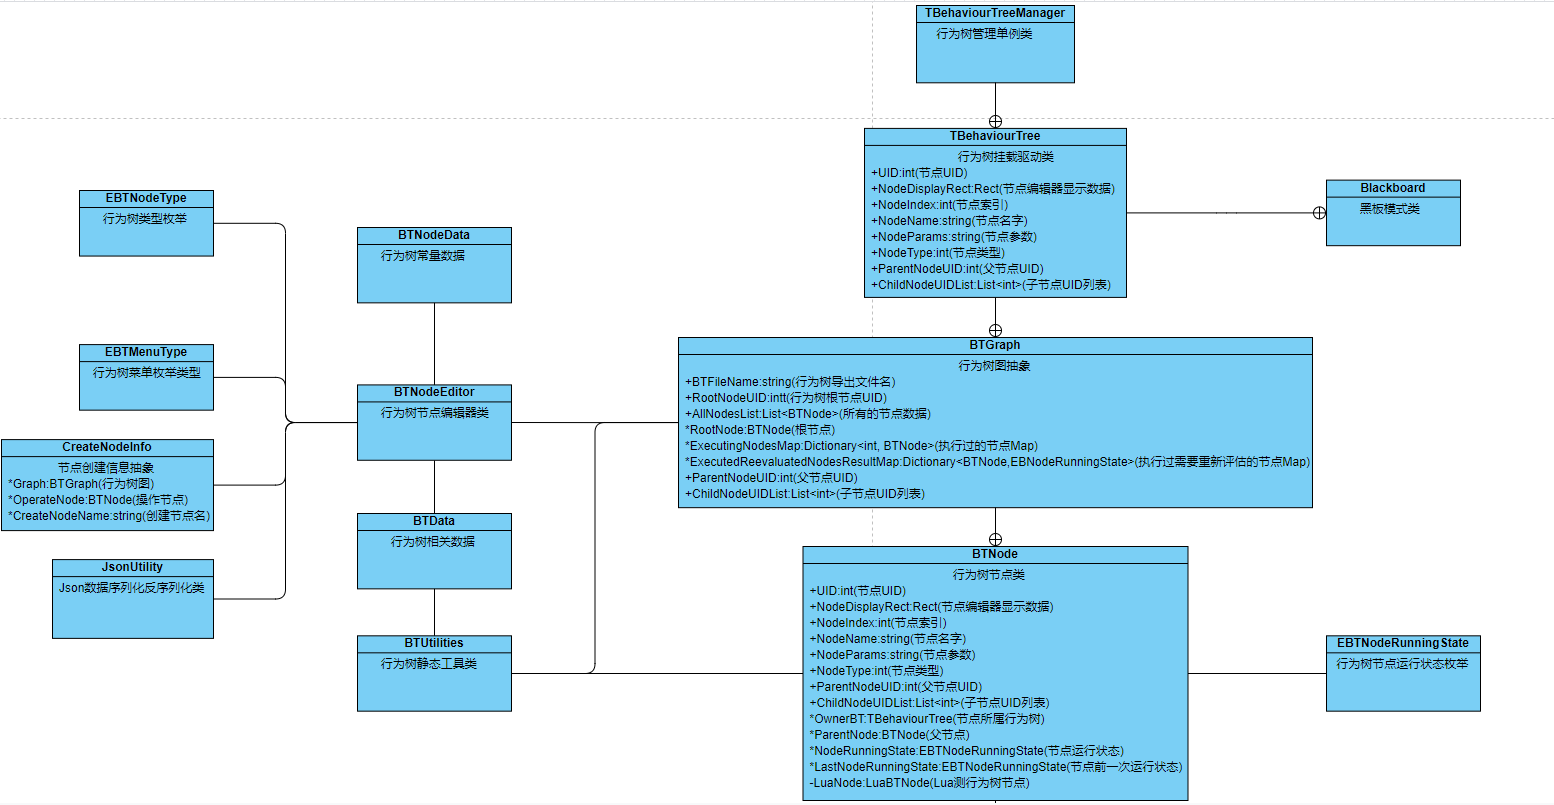 TBehaviourTreeManager
行为树管理单例类
TBehaviourTree
行为树挂载驱动类
+UID:int(节点UID)
+NodeDisplayRect:Rect(节点编辑器显示数据)
+NodeIndex:int(节点索引)
+NodeName:string(节点名字)
+NodeParams:string(节点参数)
+NodeType:int(节点类型)
+ParentNodeUID:int(父节点UID)
+ChildNodeUIDList:List<int>(子节点UID列表)
Blackboard
黑板模式类
EBTNodeType
行为树类型枚举
BTNodeData
行为树常量数据
EBTMenuType
行为树菜单枚举类型
BTNodeEditor
行为树节点编辑器类
BTGraph
行为树图抽象
+BTFileName:string(行为树导出文件名)
+RootNodeUID:intt(行为树根节点UID)
+AllNodesList:List<BTNode>(所有的节点数据)
*RootNode:BTNode(根节点)
*ExecutingNodesMap:Dictionary<int, BTNode>(执行过的节点Map)
*ExecutedReevaluatedNodesResultMap:Dictionary<BTNode,EBNodeRunningState>(执行过需要重新评估的节点Map)
+ParentNodeUID:int(父节点UID)
+ChildNodeUIDList:List<int>(子节点UID列表)
CreateNodeInfo
节点创建信息抽象
*Graph:BTGraph(行为树图)
*OperateNode:BTNode(操作节点)
*CreateNodeName:string(创建节点名)
BTData
行为树相关数据
JsonUtility
Json数据序列化反序列化类
BTUtilities
行为树静态工具类
BTNode
行为树节点类
+UID:int(节点UID)
+NodeDisplayRect:Rect(节点编辑器显示数据)
+NodeIndex:int(节点索引)
+NodeName:string(节点名字)
+NodeParams:string(节点参数)
+NodeType:int(节点类型)
+ParentNodeUID:int(父节点UID)
+ChildNodeUIDList:List<int>(子节点UID列表)
*OwnerBT:TBehaviourTree(节点所属行为树)
*ParentNode:BTNode(父节点)
*NodeRunningState:EBTNodeRunningState(节点运行状态)
*LastNodeRunningState:EBTNodeRunningState(节点前一次运行状态)
-LuaNode:LuaBTNode(Lua测行为树节点)
EBTNodeRunningState
行为树节点运行状态枚举